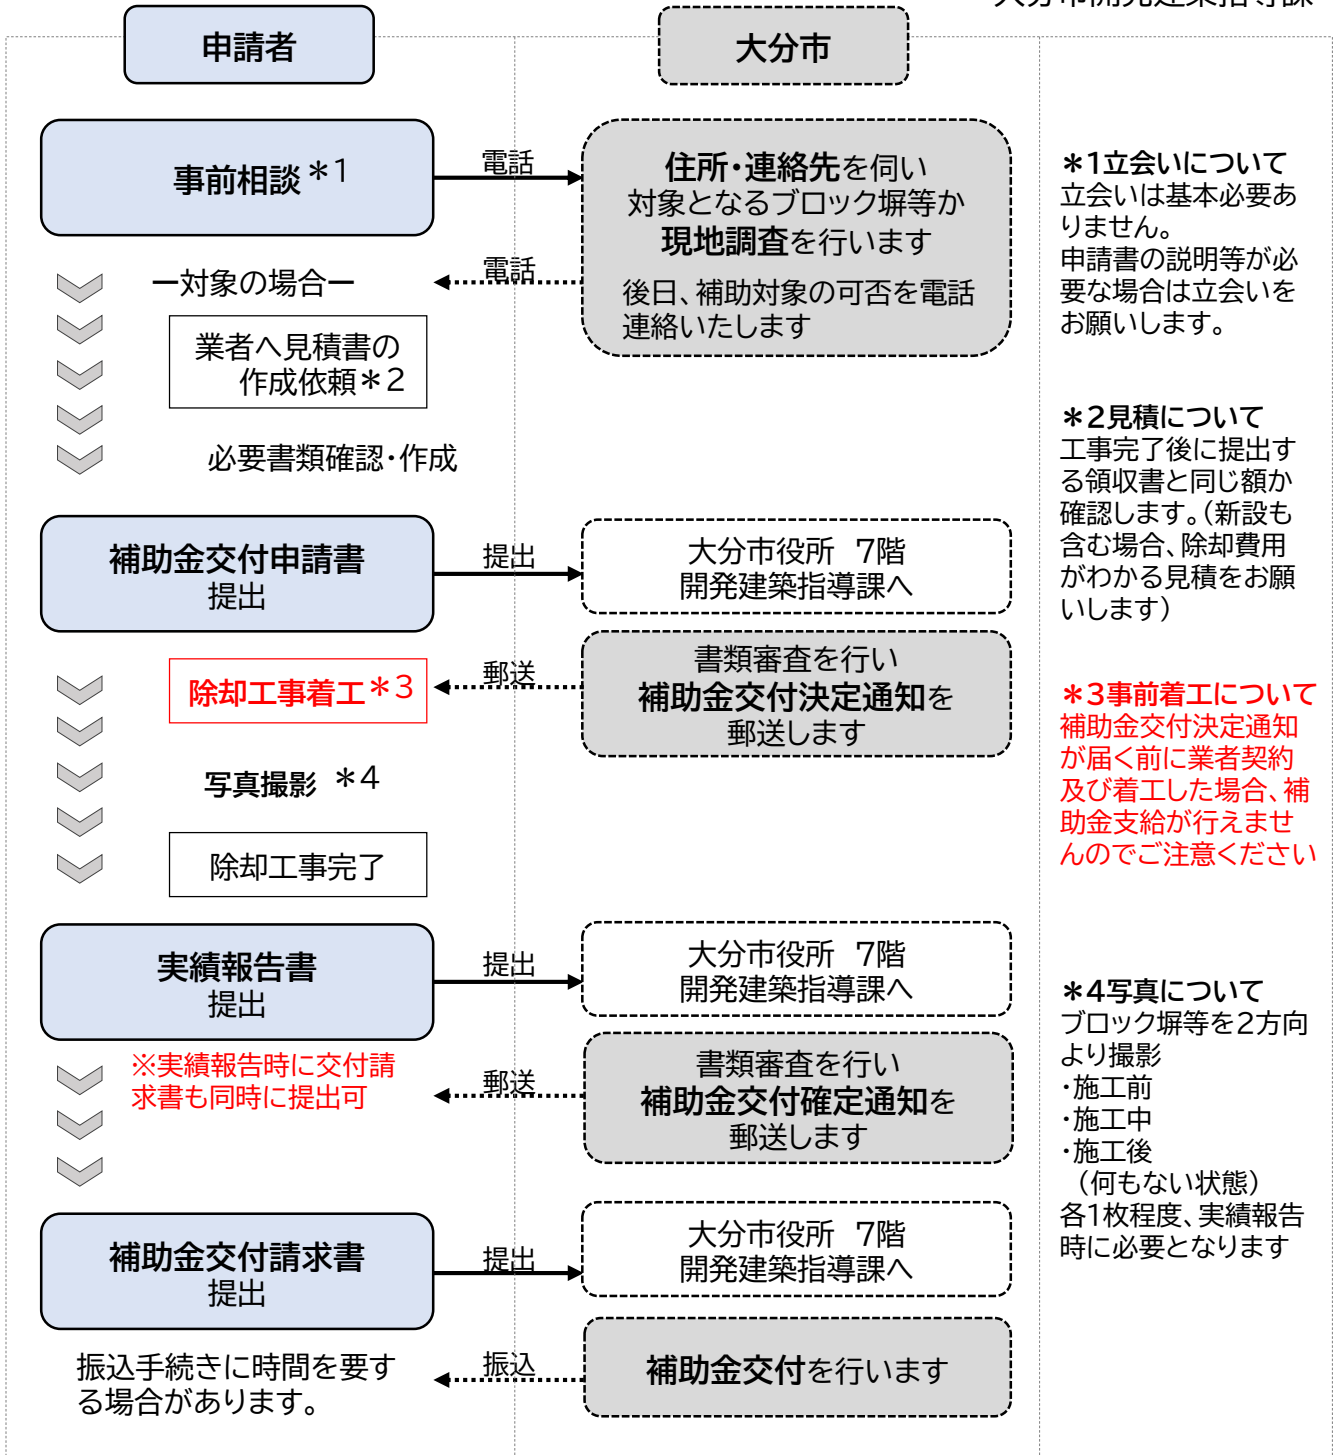 大分市開発建築指導課
申請者
大分市
事前相談＊1
電話
住所・連絡先を伺い
対象となるブロック塀等か
現地調査を行います
後日、補助対象の可否を電話
連絡いたします
電話
ー対象の場合ー
業者へ見積書の
作成依頼＊2
必要書類確認・作成
補助金交付申請書
提出
提出
大分市役所　7階
開発建築指導課へ
書類審査を行い
補助金交付決定通知を
郵送します
郵送
除却工事着工＊3
写真撮影　＊4
除却工事完了
実績報告書
提出
提出
大分市役所　7階
開発建築指導課へ
※実績報告時に交付請
求書も同時に提出可
郵送
書類審査を行い
補助金交付確定通知を
郵送します
補助金交付請求書
提出
提出
大分市役所　7階
開発建築指導課へ
振込手続きに時間を要す
る場合があります。
振込
補助金交付を行います
＊1立会いについて
立会いは基本必要あ
りません。
申請書の説明等が必
要な場合は立会いを
お願いします。
＊2見積について
工事完了後に提出す
る領収書と同じ額か
確認します。（新設も
含む場合、除却費用
がわかる見積をお願
いします）
＊3事前着工について
補助金交付決定通知
が届く前に業者契約
及び着工した場合、補
助金支給が行えませ
んのでご注意ください
＊4写真について
ブロック塀等を2方向
より撮影
・施工前
・施工中
・施工後
（何もない状態）
各1枚程度、実績報告
時に必要となります